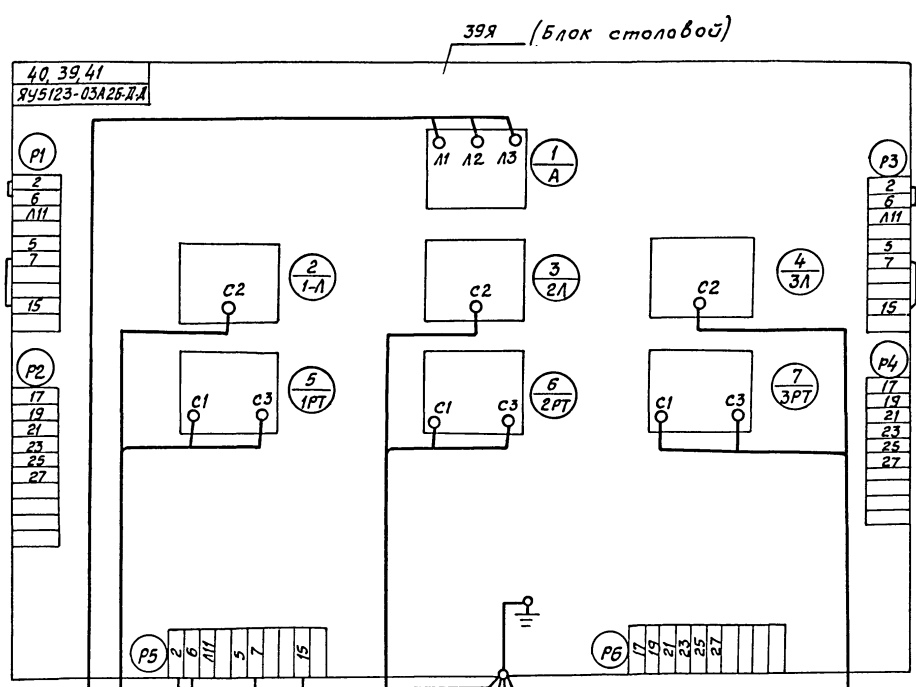 39Я (Блок столовой)
40, 39, 41
ЯУ5123-03А2Б-Д.Д
Р1
2
6
Л11
5
7
15
Л1 Л2 Л3
1
А
Р3
2
6
Л11
5
7
15
С2
2
1-Л
С2
3
2Л
С2
4
3Л
Р2
17
19
21
23
25
27
С1 С3
5
1РТ
С1 С3
6
2РТ
С1 С3
7
3РТ
Р4
17
19
21
23
25
27
Р5
2 6 Л11 5 7 15
Р6
17 19 21 23 25 27